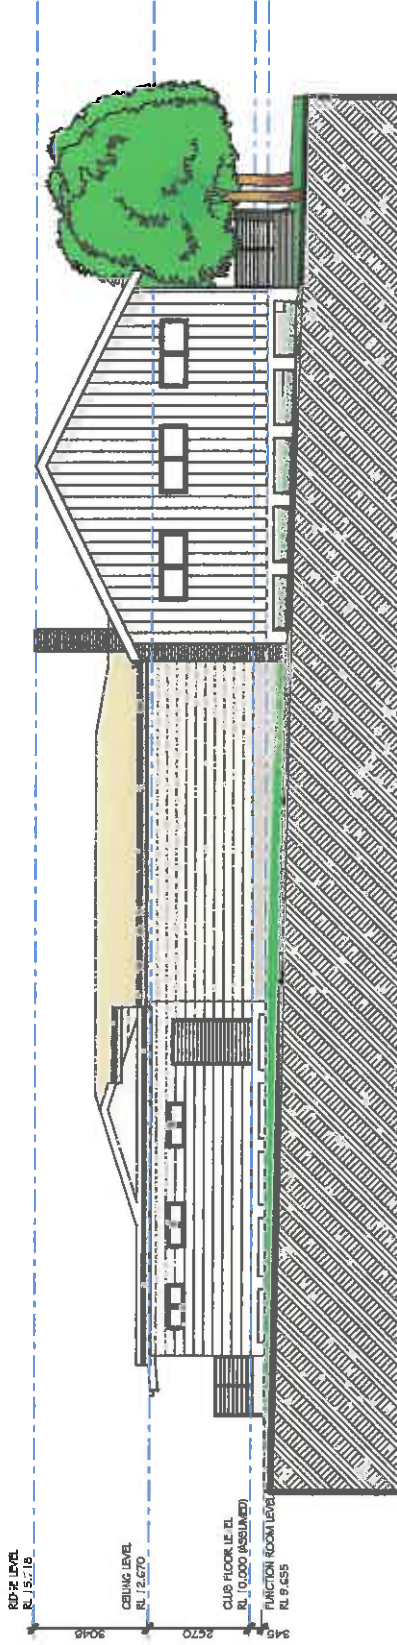 RIDGE LEVEL
RL 15.718
CEILING LEVEL
RL 12.670
CLUB FLOOR LEVEL
RL 10.000 (ASSUMED)
FUNCTION ROOM LEVEL
RL 9.655
3048
2670
345